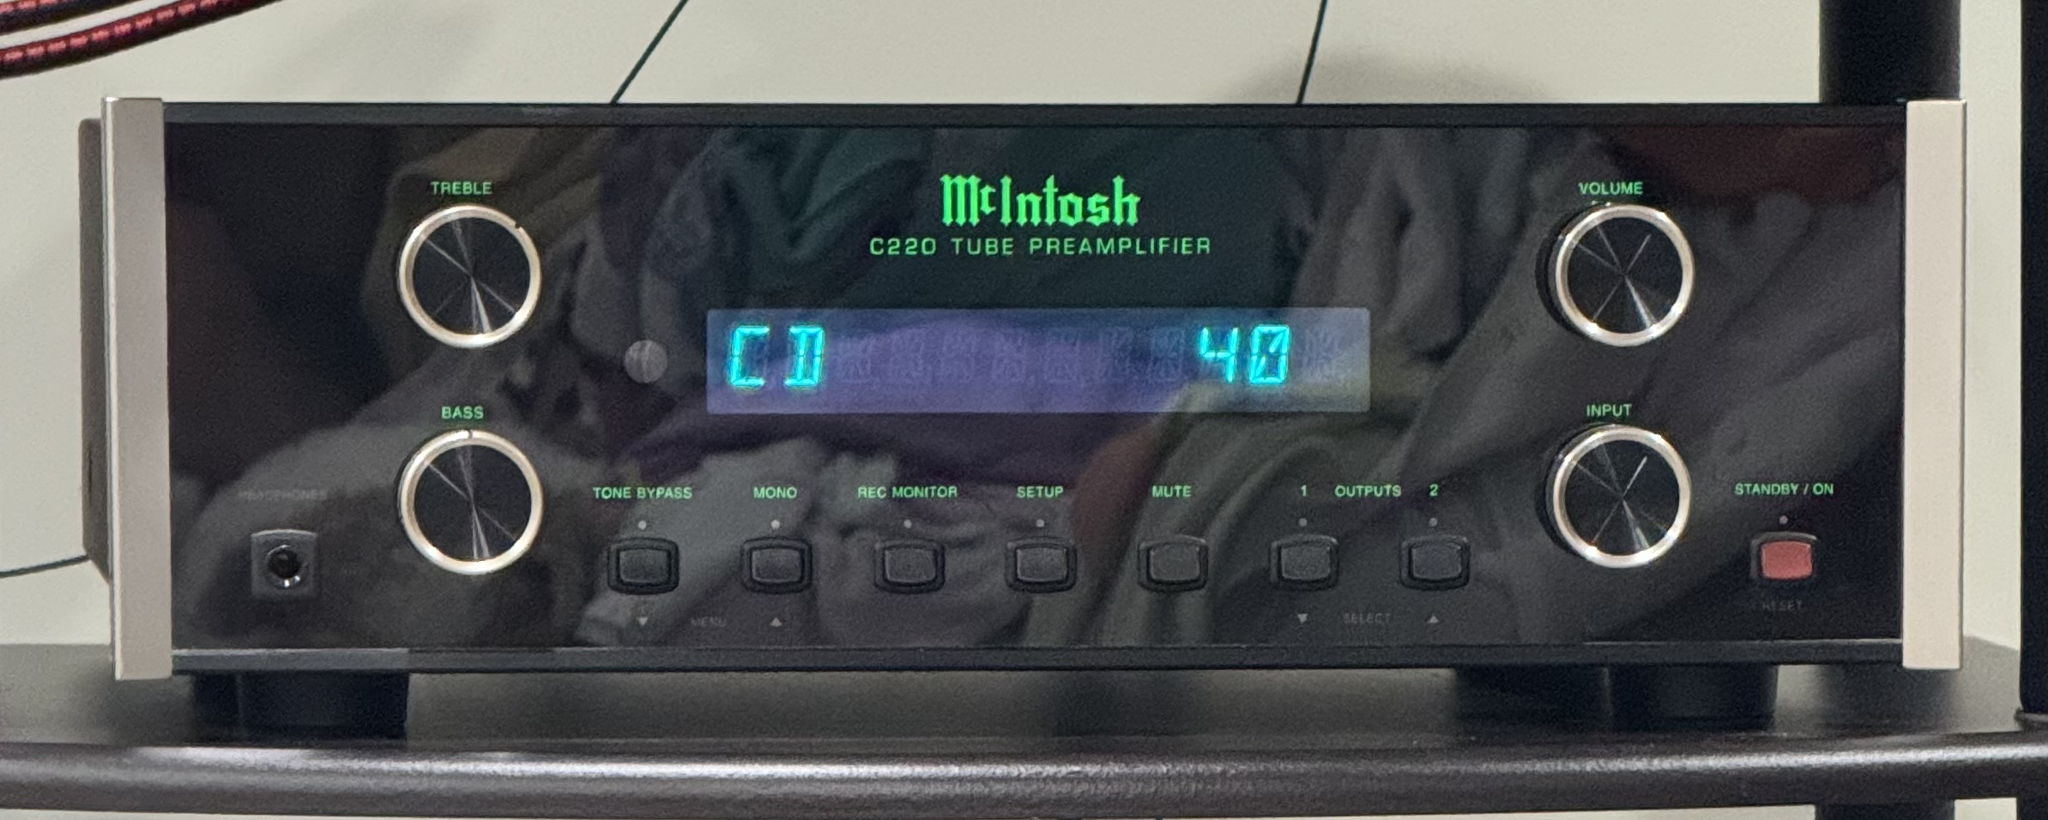 McIntosh
C220 TUBE PREAMPLIFIER
TREBLE
VOLUME
CD 40
BASS
INPUT
HEADPHONES
TONE BYPASS MONO REC MONITOR SETUP MUTE 1 OUTPUTS 2 STANDBY / ON
▼ MENU ▲ ▼ SELECT ▲ RESET